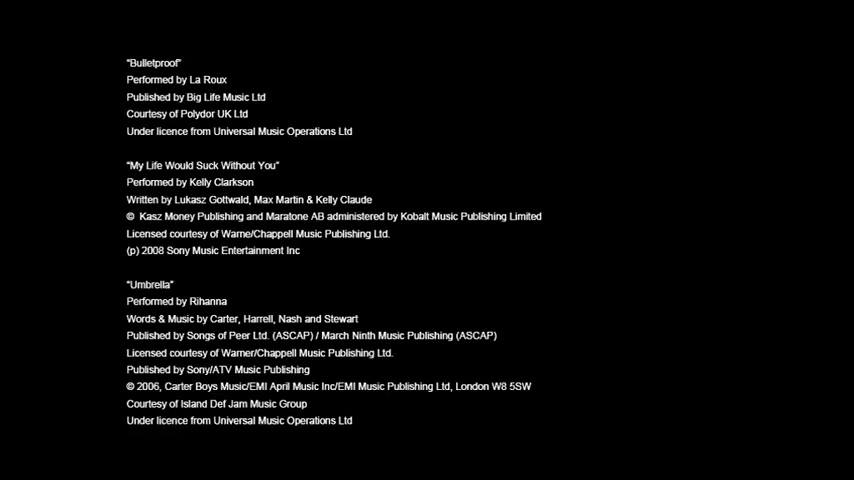 "Bulletproof"
Performed by La Roux
Published by Big Life Music Ltd
Courtesy of Polydor UK Ltd
Under licence from Universal Music Operations Ltd
"My Life Would Suck Without You"
Performed by Kelly Clarkson
Written by Lukasz Gottwald, Max Martin & Kelly Claude
© Kasz Money Publishing and Maratone AB administered by Kobalt Music Publishing Limited
Licensed courtesy of Warne/Chappell Music Publishing Ltd.
(p) 2008 Sony Music Entertainment Inc
"Umbrella"
Performed by Rihanna
Words & Music by Carter, Harrell, Nash and Stewart
Published by Songs of Peer Ltd. (ASCAP) / March Ninth Music Publishing (ASCAP)
Licensed courtesy of Warner/Chappell Music Publishing Ltd.
Published by Sony/ATV Music Publishing
© 2006, Carter Boys Music/EMI April Music Inc/EMI Music Publishing Ltd, London W8 5SW
Courtesy of Island Def Jam Music Group
Under licence from Universal Music Operations Ltd